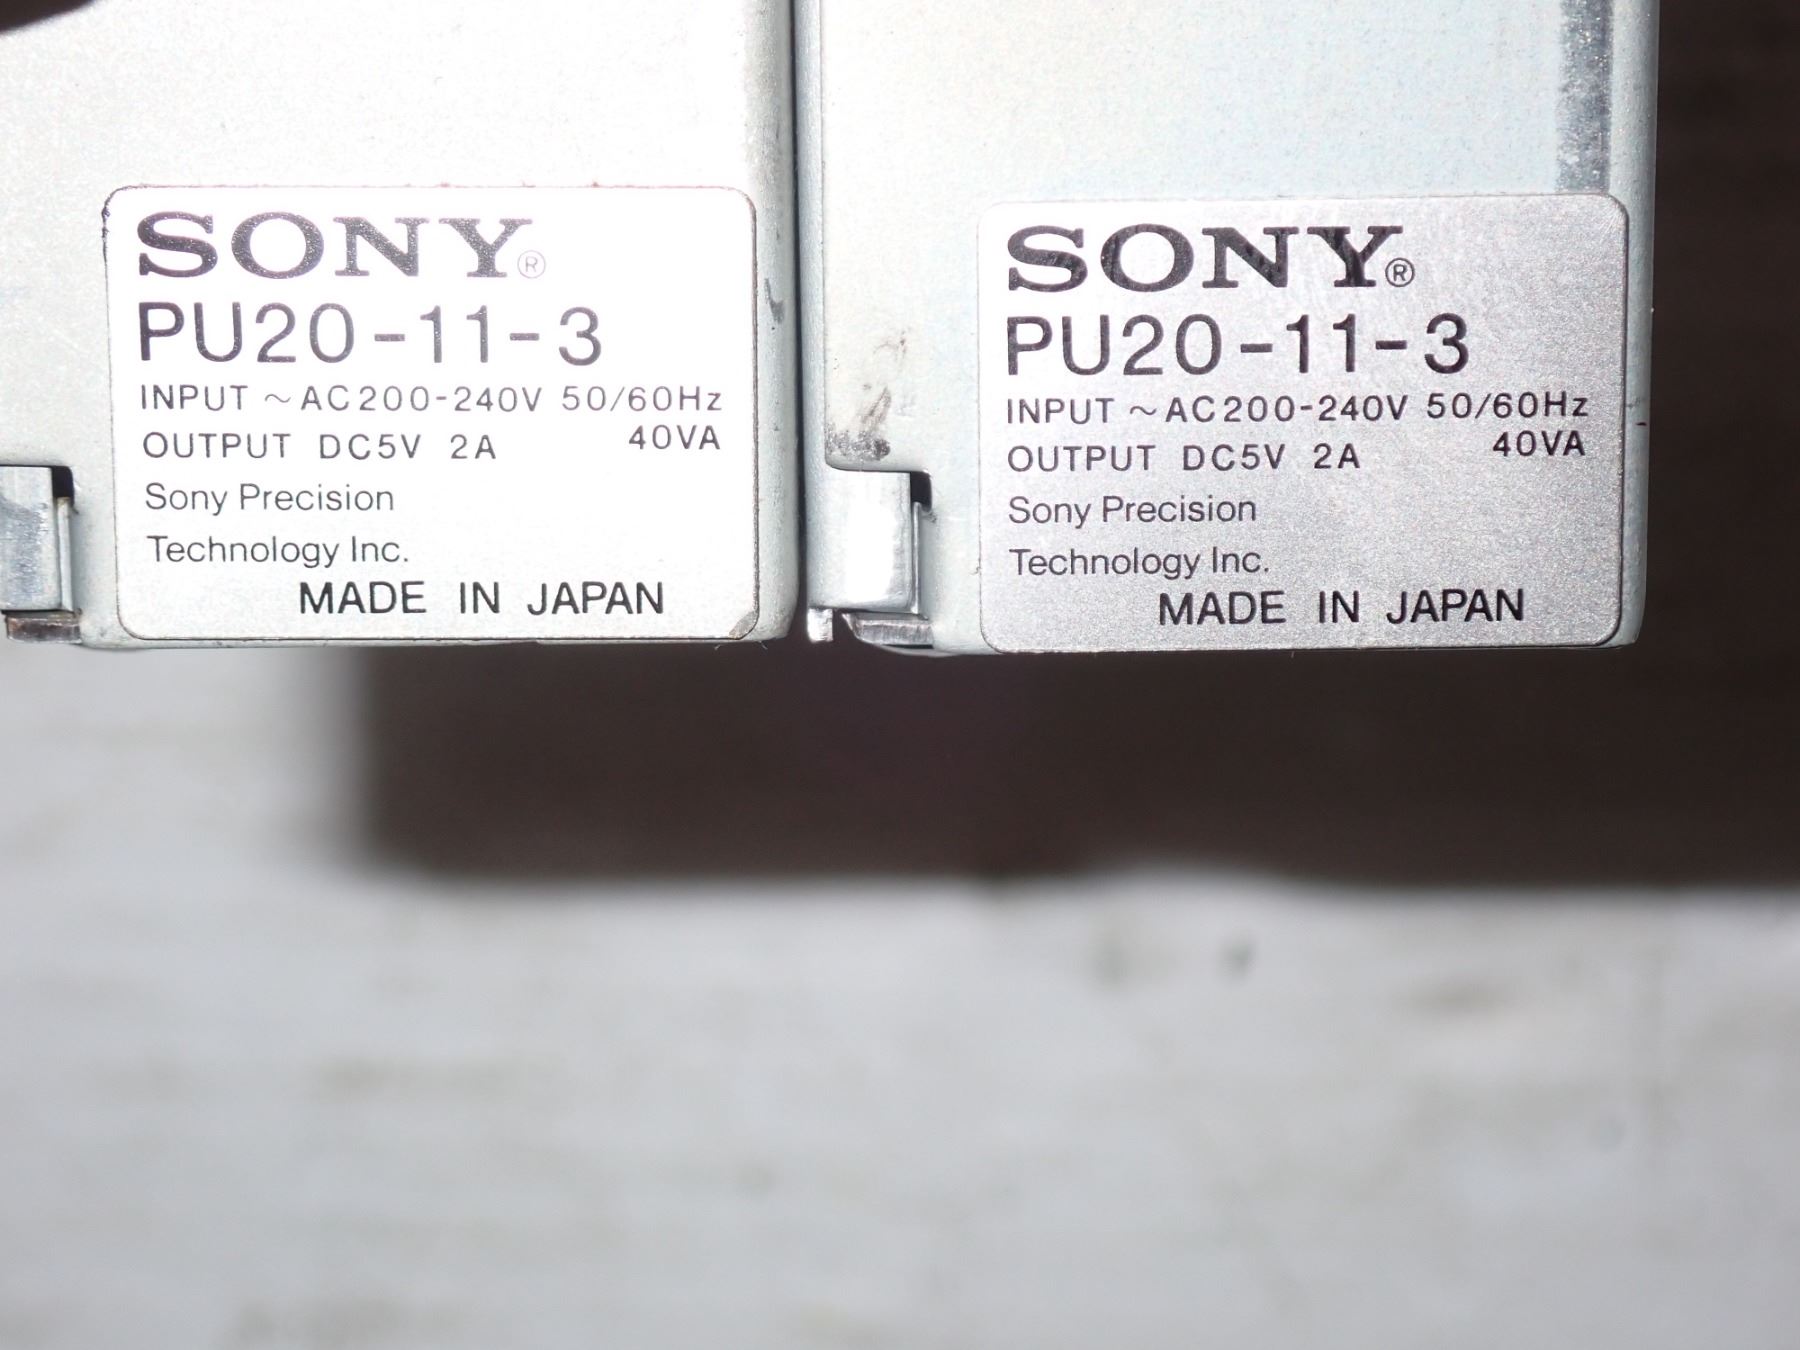 SONY®
PU20-11-3
INPUT ~ AC200-240V 50/60Hz
OUTPUT DC5V 2A 40VA
Sony Precision
Technology Inc.
MADE IN JAPAN
SONY®
PU20-11-3
INPUT ~ AC200-240V 50/60Hz
OUTPUT DC5V 2A 40VA
Sony Precision
Technology Inc.
MADE IN JAPAN